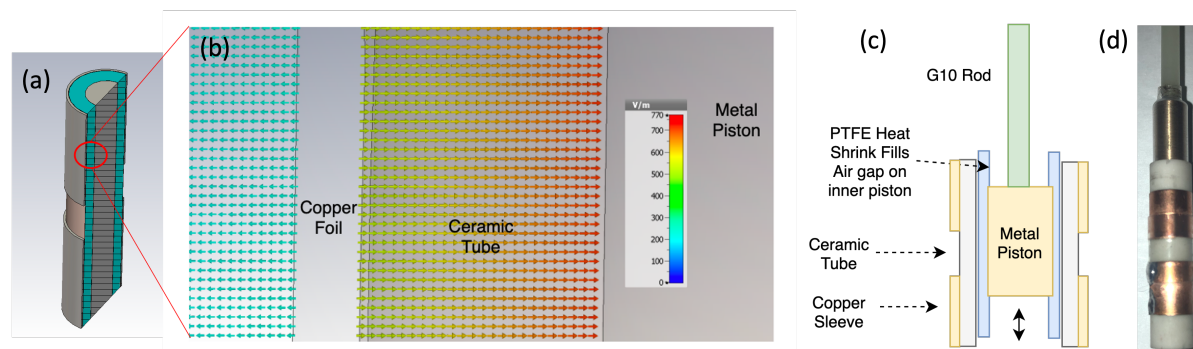 (a)
(b)
Copper
Foil
Ceramic
Tube
V/m
770
700
600
500
400
300
200
100
0
Metal
Piston
(c)
G10 Rod
PTFE Heat
Shrink Fills
Air gap on
inner piston
Metal
Piston
Ceramic
Tube
Copper
Sleeve
(d)